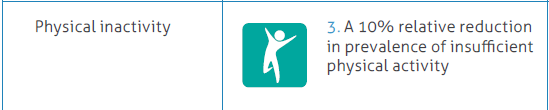 Physical inactivity
3. A 10% relative reduction
in prevalence of insufficient
physical activity